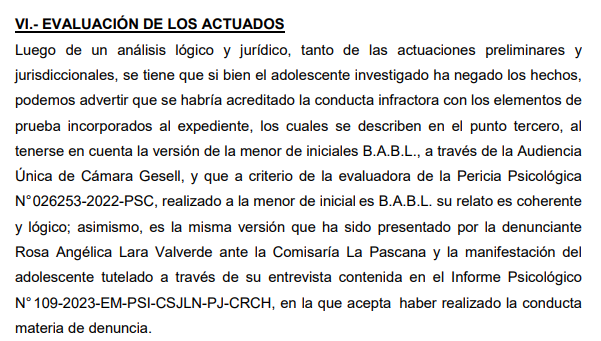 VI.- EVALUACIÓN DE LOS ACTUADOS
Luego de un análisis lógico y jurídico, tanto de las actuaciones preliminares y
jurisdiccionales, se tiene que si bien el adolescente investigado ha negado los hechos,
podemos advertir que se habría acreditado la conducta infractora con los elementos de
prueba incorporados al expediente, los cuales se describen en el punto tercero, al
tenerse en cuenta la versión de la menor de iniciales B.A.B.L., a través de la Audiencia
Única de Cámara Gesell, y que a criterio de la evaluadora de la Pericia Psicológica
N°026253-2022-PSC, realizado a la menor de iniciales B.A.B.L. su relato es coherente
y lógico; asimismo, es la misma versión que ha sido presentado por la denunciante
Rosa Angélica Lara Valverde ante la Comisaría La Pascana y la manifestación del
adolescente tutelado a través de su entrevista contenida en el Informe Psicológico
N°109-2023-EM-PSI-CSJLN-PJ-CRCH, en la que acepta haber realizado la conducta
materia de denuncia.